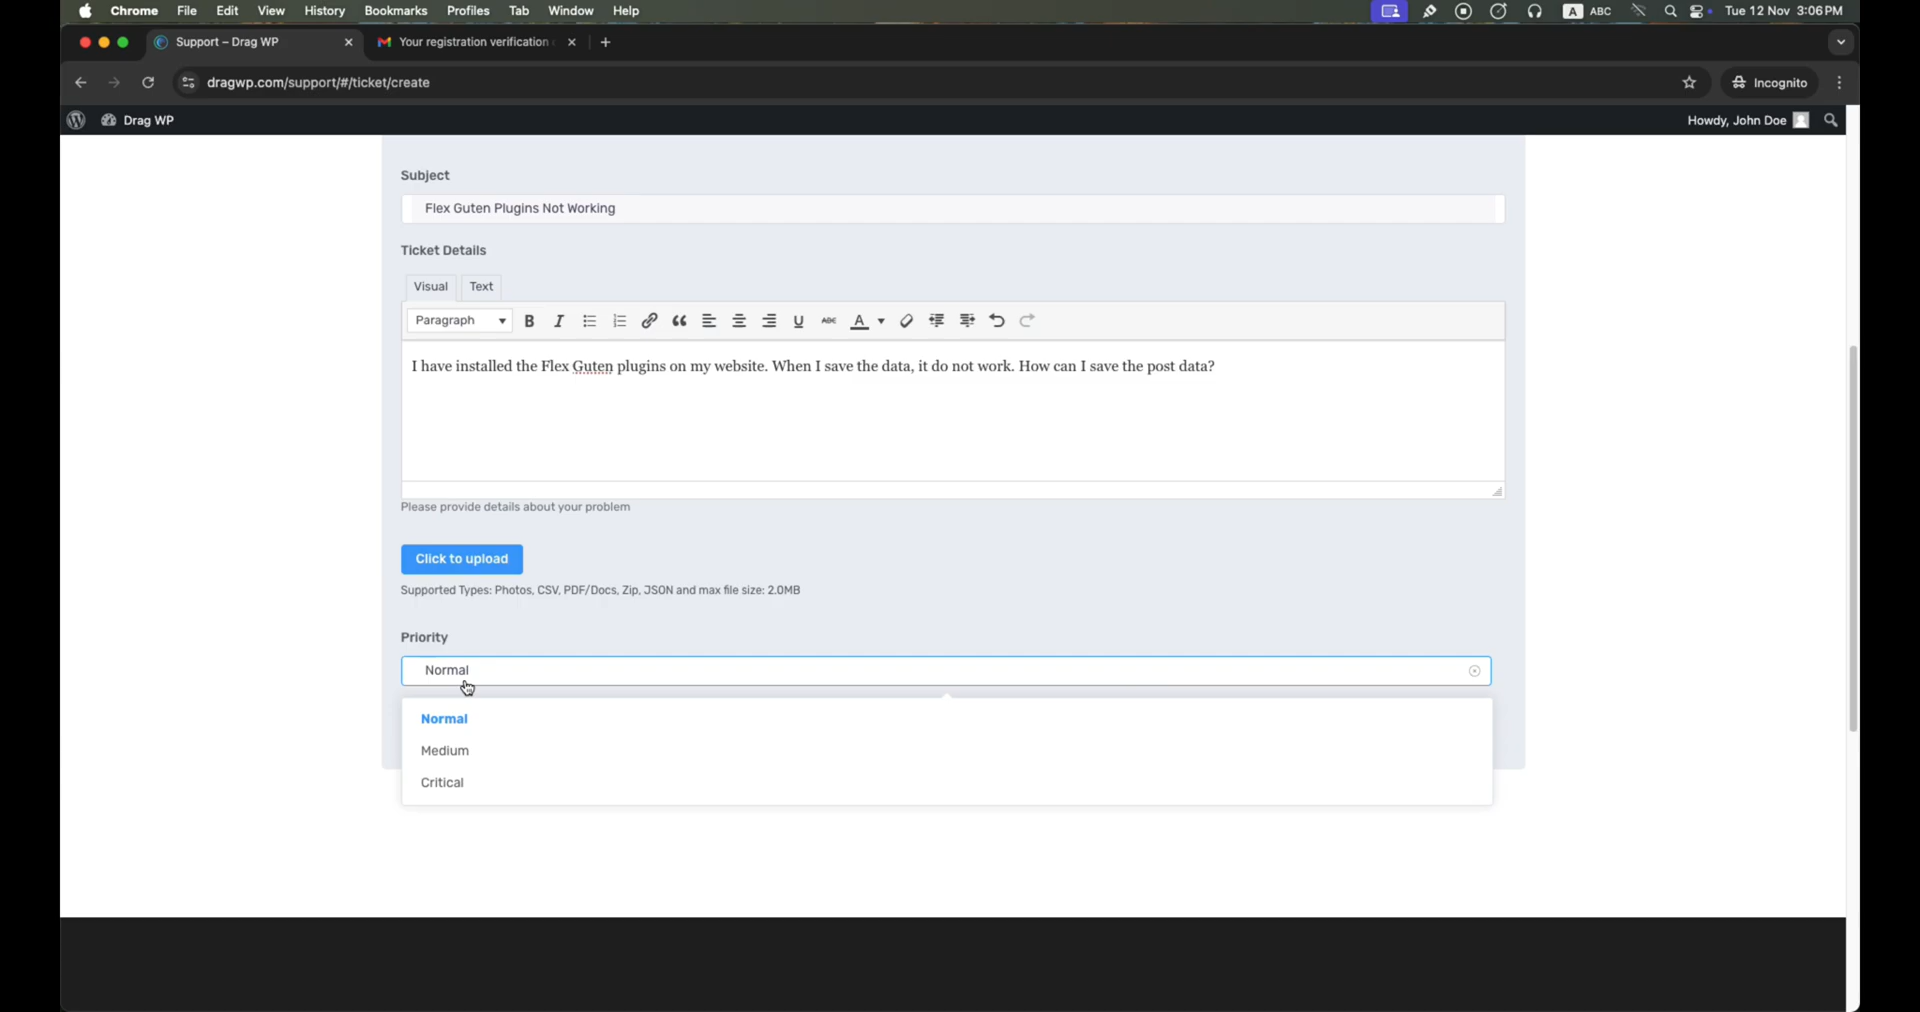 Chrome File Edit View History Bookmarks Profiles Tab Window Help A ABC Tue 12 Nov 3:06 PM
Support – Drag WP Your registration verification
dragwp.com/support/#/ticket/create Incognito
Drag WP Howdy, John Doe
Subject
Flex Guten Plugins Not Working
Ticket Details
Visual Text
Paragraph B I ABC A
I have installed the Flex Guten plugins on my website. When I save the data, it do not work. How can I save the post data?
Please provide details about your problem
Click to upload
Supported Types: Photos, CSV, PDF/Docs, Zip, JSON and max file size: 2.0MB
Priority
Normal
Normal
Medium
Critical